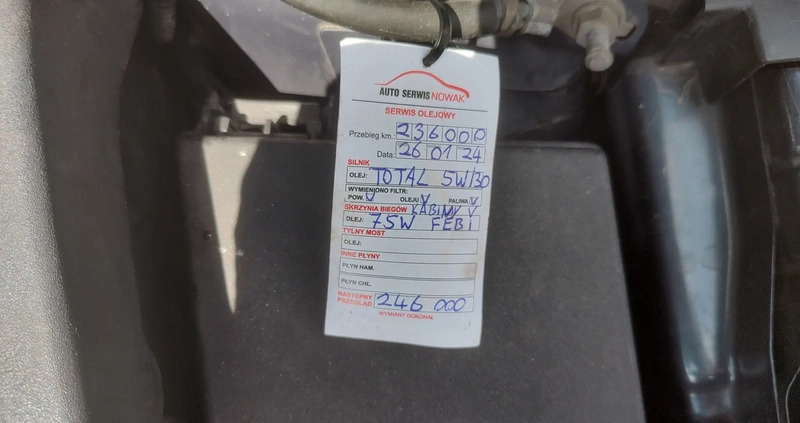 AUTO SERWIS NOWAK
SERWIS OLEJOWY
Przebieg km.: 236000
Data: 26 01 24
SILNIK
OLEJ: TOTAL 5W/30
WYMIENIONO FILTR:
POW. V OLEJU V PALIWA V
SKRZYNIA BIEGÓW KABINY V
OLEJ: 75W FEBI
TYLNY MOST
OLEJ:
INNE PŁYNY
PŁYN HAM.
PŁYN CHŁ.
NASTĘPNY
PRZEGLĄD 246 000
WYMIANY DOKONAŁ